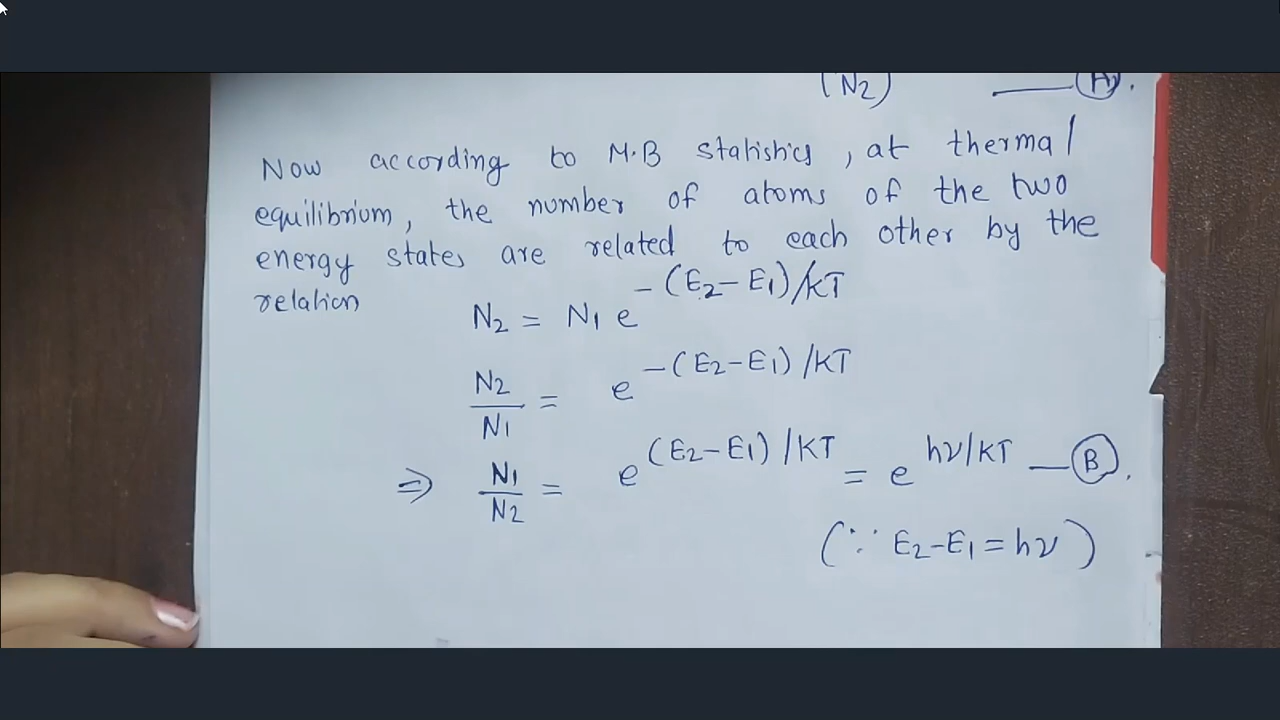 (N2) —— (A).
Now according to M.B statistics, at thermal
equilibrium, the number of atoms of the two
energy states are related to each other by the
relation
N2 = N1 e^-(E2-E1)/KT
N2/N1 = e^-(E2-E1)/KT
⇒ N1/N2 = e^(E2-E1)/KT = e^hν/KT — (B).
(∵ E2-E1 = hν)